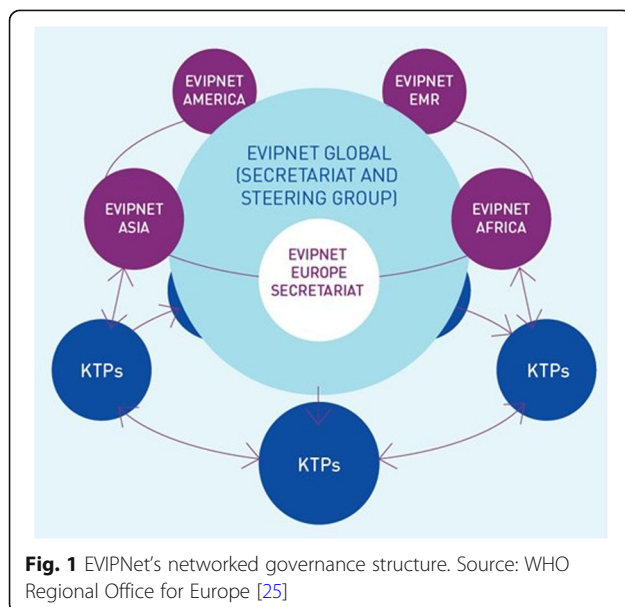 EVIPNET
AMERICA
EVIPNET
EMR
EVIPNET GLOBAL
(SECRETARIAT AND
STEERING GROUP)
EVIPNET
ASIA
EVIPNET
AFRICA
EVIPNET
EUROPE
SECRETARIAT
KTPs
KTPs
KTPs
Fig. 1 EVIPNet's networked governance structure. Source: WHO
Regional Office for Europe [25]